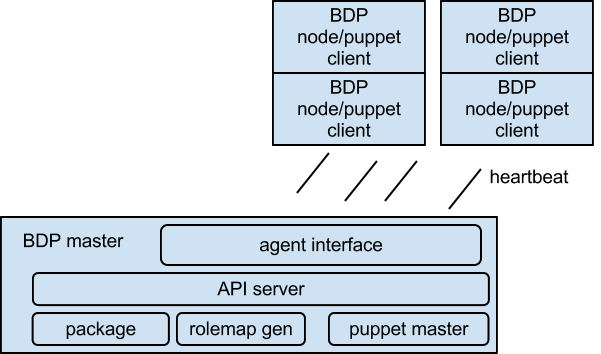 BDP
node/puppet
client
BDP
node/puppet
client
BDP
node/puppet
client
BDP
node/puppet
client
heartbeat
BDP master
agent interface
API server
package
rolemap gen
puppet master